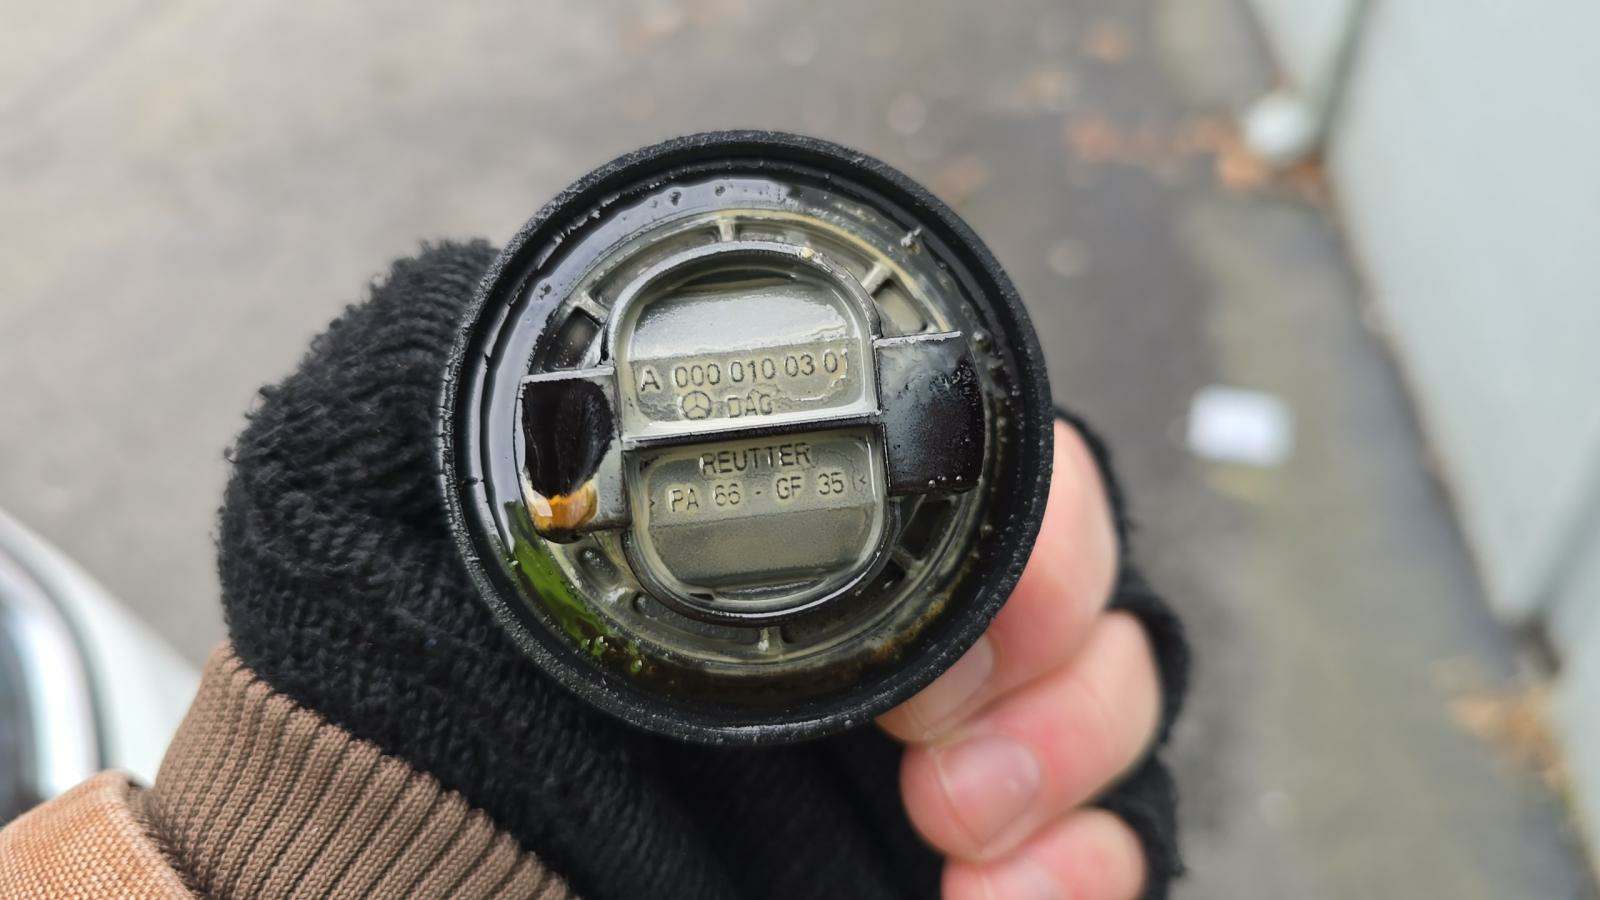 A 000 010 03 01
DAG
REUTTER
> PA 66 - GF 35 <